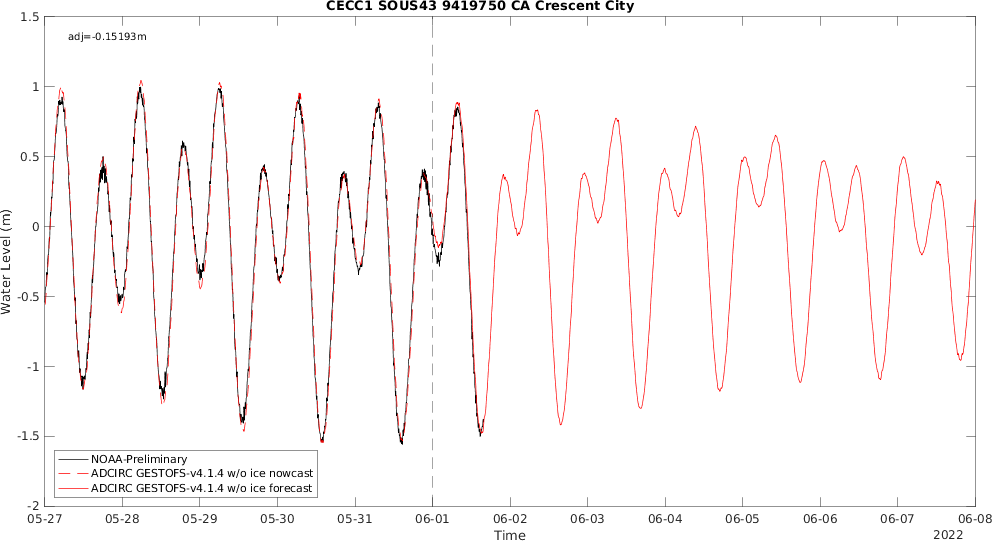 CECC1 SOUS43 9419750 CA Crescent City
adj=-0.15193m
1.5
1
0.5
0
-0.5
-1
-1.5
-2
Water Level (m)
NOAA-Preliminary
ADCIRC GESTOFS-v4.1.4 w/o ice nowcast
ADCIRC GESTOFS-v4.1.4 w/o ice forecast
05-27 05-28 05-29 05-30 05-31 06-01 06-02 06-03 06-04 06-05 06-06 06-07 06-08
Time
2022